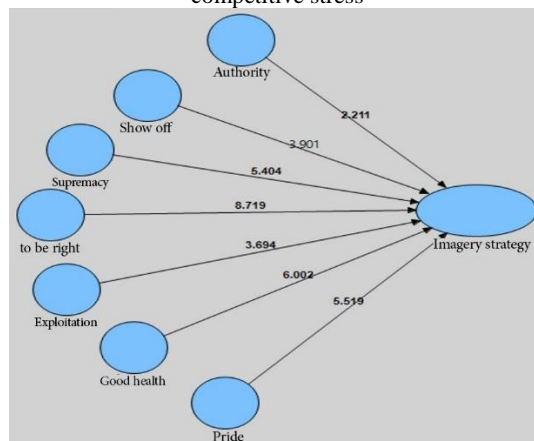 competitive stress
Authority
2.211
Show off
3.901
Supremacy
5.404
to be right
8.719
Imagery strategy
Exploitation
3.694
6.002
Good health
5.519
Pride